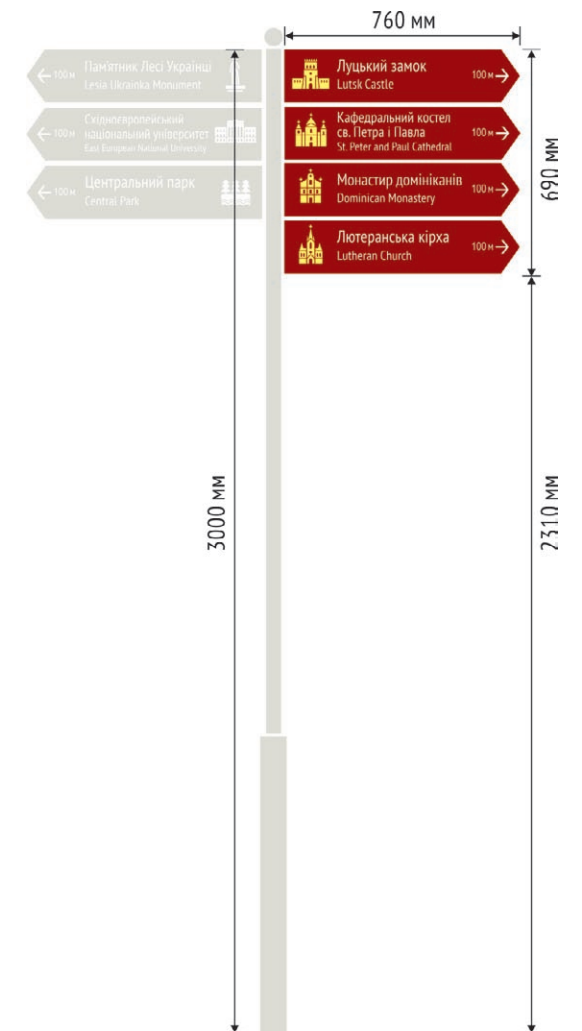 760 мм
Пам'ятник Лесі Українці
Lesia Ukrainka Monument
100 м
Східноєвропейський
національний університет
East European National University
100 м
Центральний парк
Central Park
100 м
Луцький замок
Lutsk Castle
100 м
Кафедральний костел
св. Петра і Павла
St. Peter and Paul Cathedral
100 м
Монастир домініканів
Dominican Monastery
100 м
Лютеранська кірха
Lutheran Church
100 м
690 мм
3000 мм
2310 мм